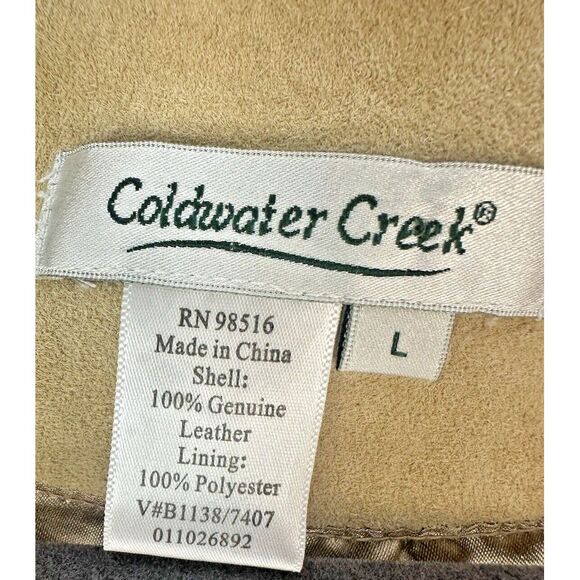 Coldwater Creek®
L
RN 98516
Made in China
Shell:
100% Genuine
Leather
Lining:
100% Polyester
V#B1138/7407
011026892